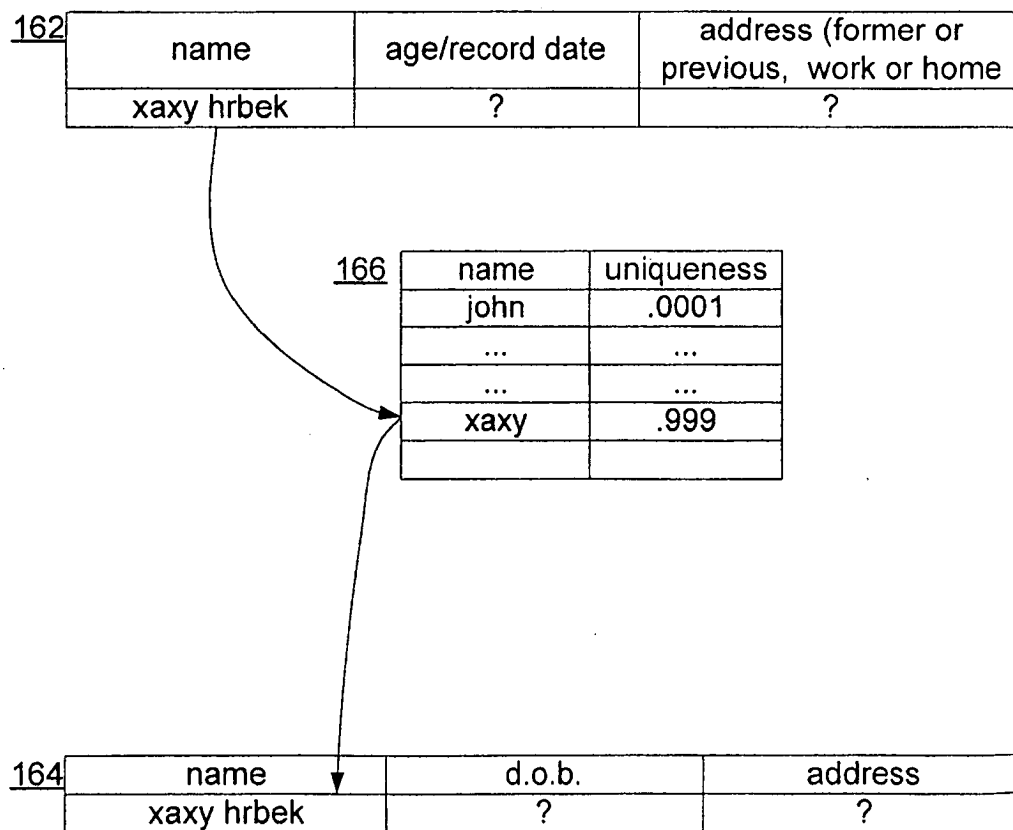 162
name age/record date address (former or
previous, work or home
xaxy hrbek ? ?
166
name uniqueness
john .0001
... ...
... ...
xaxy .999
164
name d.o.b. address
xaxy hrbek ? ?